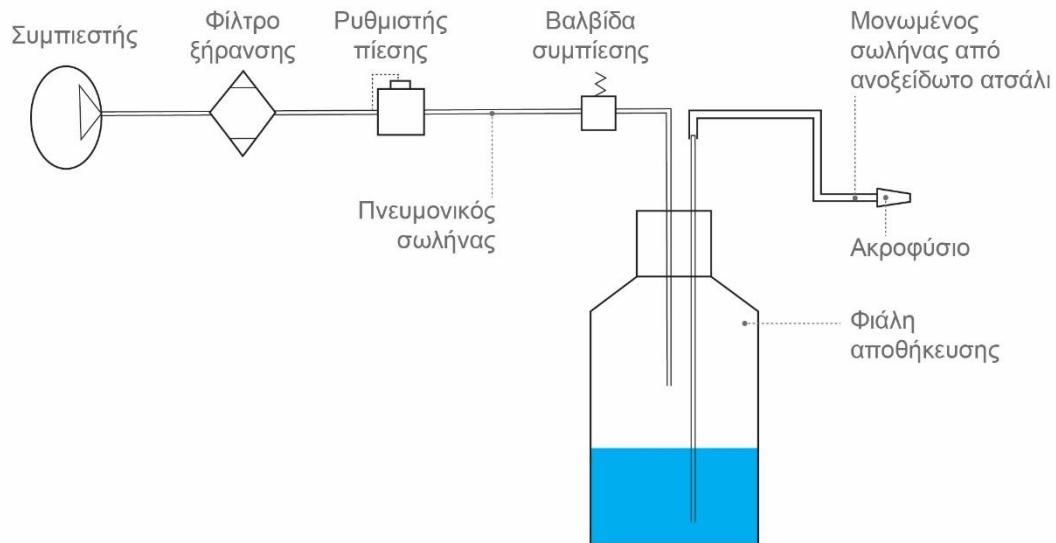 Συμπιεστής
Φίλτρο
ξήρανσης
Ρυθμιστής
πίεσης
Βαλβίδα
συμπίεσης
Μονωμένος
σωλήνας από
ανοξείδωτο ατσάλι
Πνευμονικός
σωλήνας
Ακροφύσιο
Φιάλη
αποθήκευσης